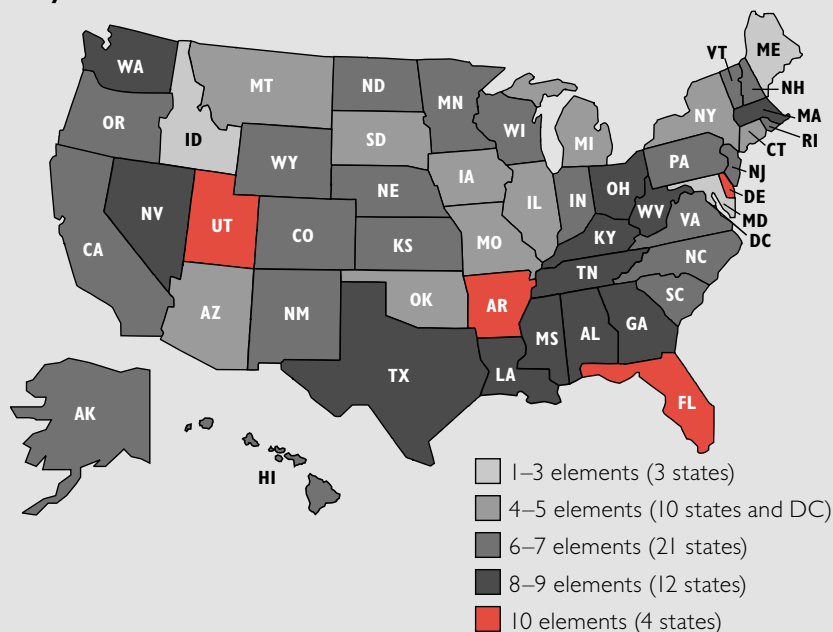 WA
MT
ND
MN
VT
ME
NH
MA
RI
CT
NY
OR
ID
SD
WI
MI
WY
PA
NJ
DE
MD
DC
IA
NE
IL
IN
OH
WV
VA
NV
UT
CO
KS
MO
KY
NC
CA
TN
SC
AZ
NM
OK
AR
MS
AL
GA
TX
LA
FL
AK
HI
1–3 elements (3 states)
4–5 elements (10 states and DC)
6–7 elements (21 states)
8–9 elements (12 states)
10 elements (4 states)